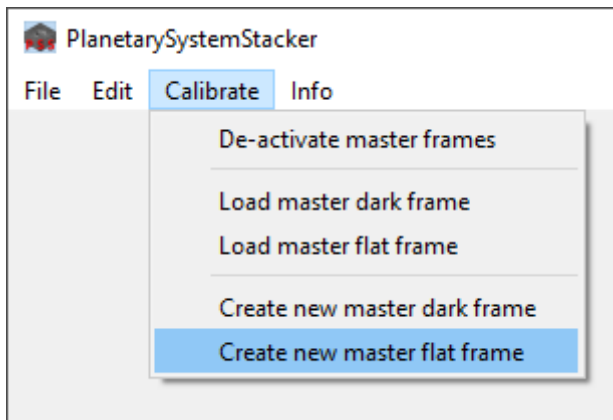 PlanetarySystemStacker
File Edit Calibrate Info
De-activate master frames
Load master dark frame
Load master flat frame
Create new master dark frame
Create new master flat frame